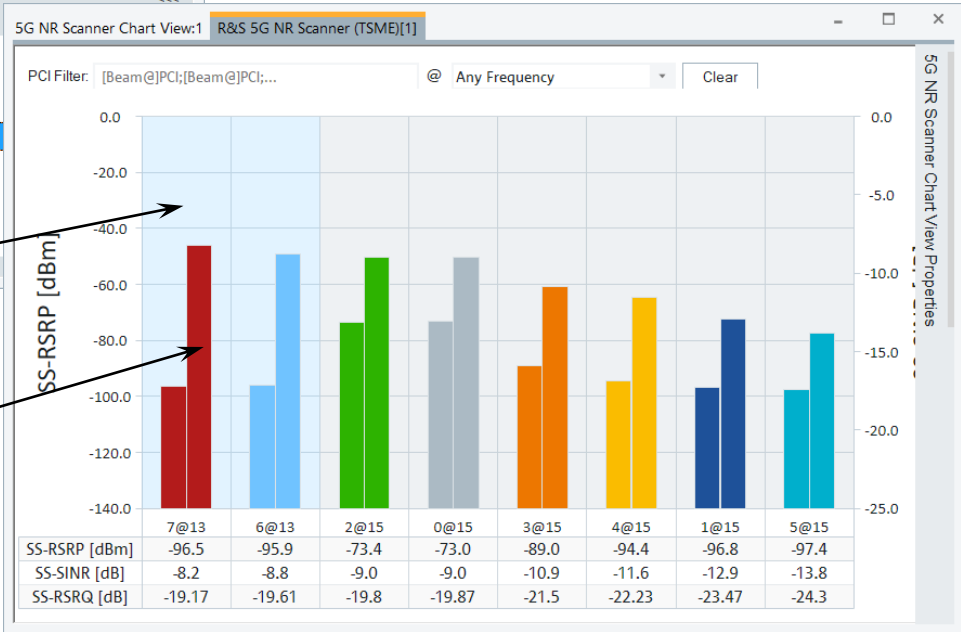 5G NR Scanner Chart View:1 R&S 5G NR Scanner (TSME)[1]
PCI Filter: [Beam@]PCI;[Beam@]PCI;... @ Any Frequency Clear
0.0
-20.0
-40.0
-60.0
-80.0
-100.0
-120.0
-140.0
SS-RSRP [dBm]
0.0
-5.0
-10.0
-15.0
-20.0
-25.0
5G NR Scanner Chart View Properties
7@13 6@13 2@15 0@15 3@15 4@15 1@15 5@15
SS-RSRP [dBm] -96.5 -95.9 -73.4 -73.0 -89.0 -94.4 -96.8 -97.4
SS-SINR [dB] -8.2 -8.8 -9.0 -9.0 -10.9 -11.6 -12.9 -13.8
SS-RSRQ [dB] -19.17 -19.61 -19.8 -19.87 -21.5 -22.23 -23.47 -24.3